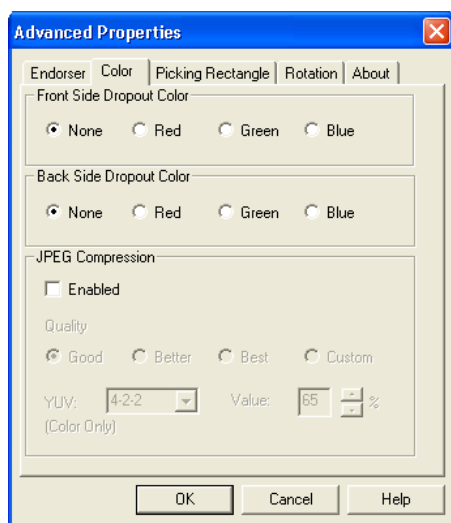 Advanced Properties
Endorser Color Picking Rectangle Rotation About
Front Side Dropout Color
None Red Green Blue
Back Side Dropout Color
None Red Green Blue
JPEG Compression
Enabled
Quality
Good Better Best Custom
YUV: 4-2-2 Value: 65 %
(Color Only)
OK Cancel Help